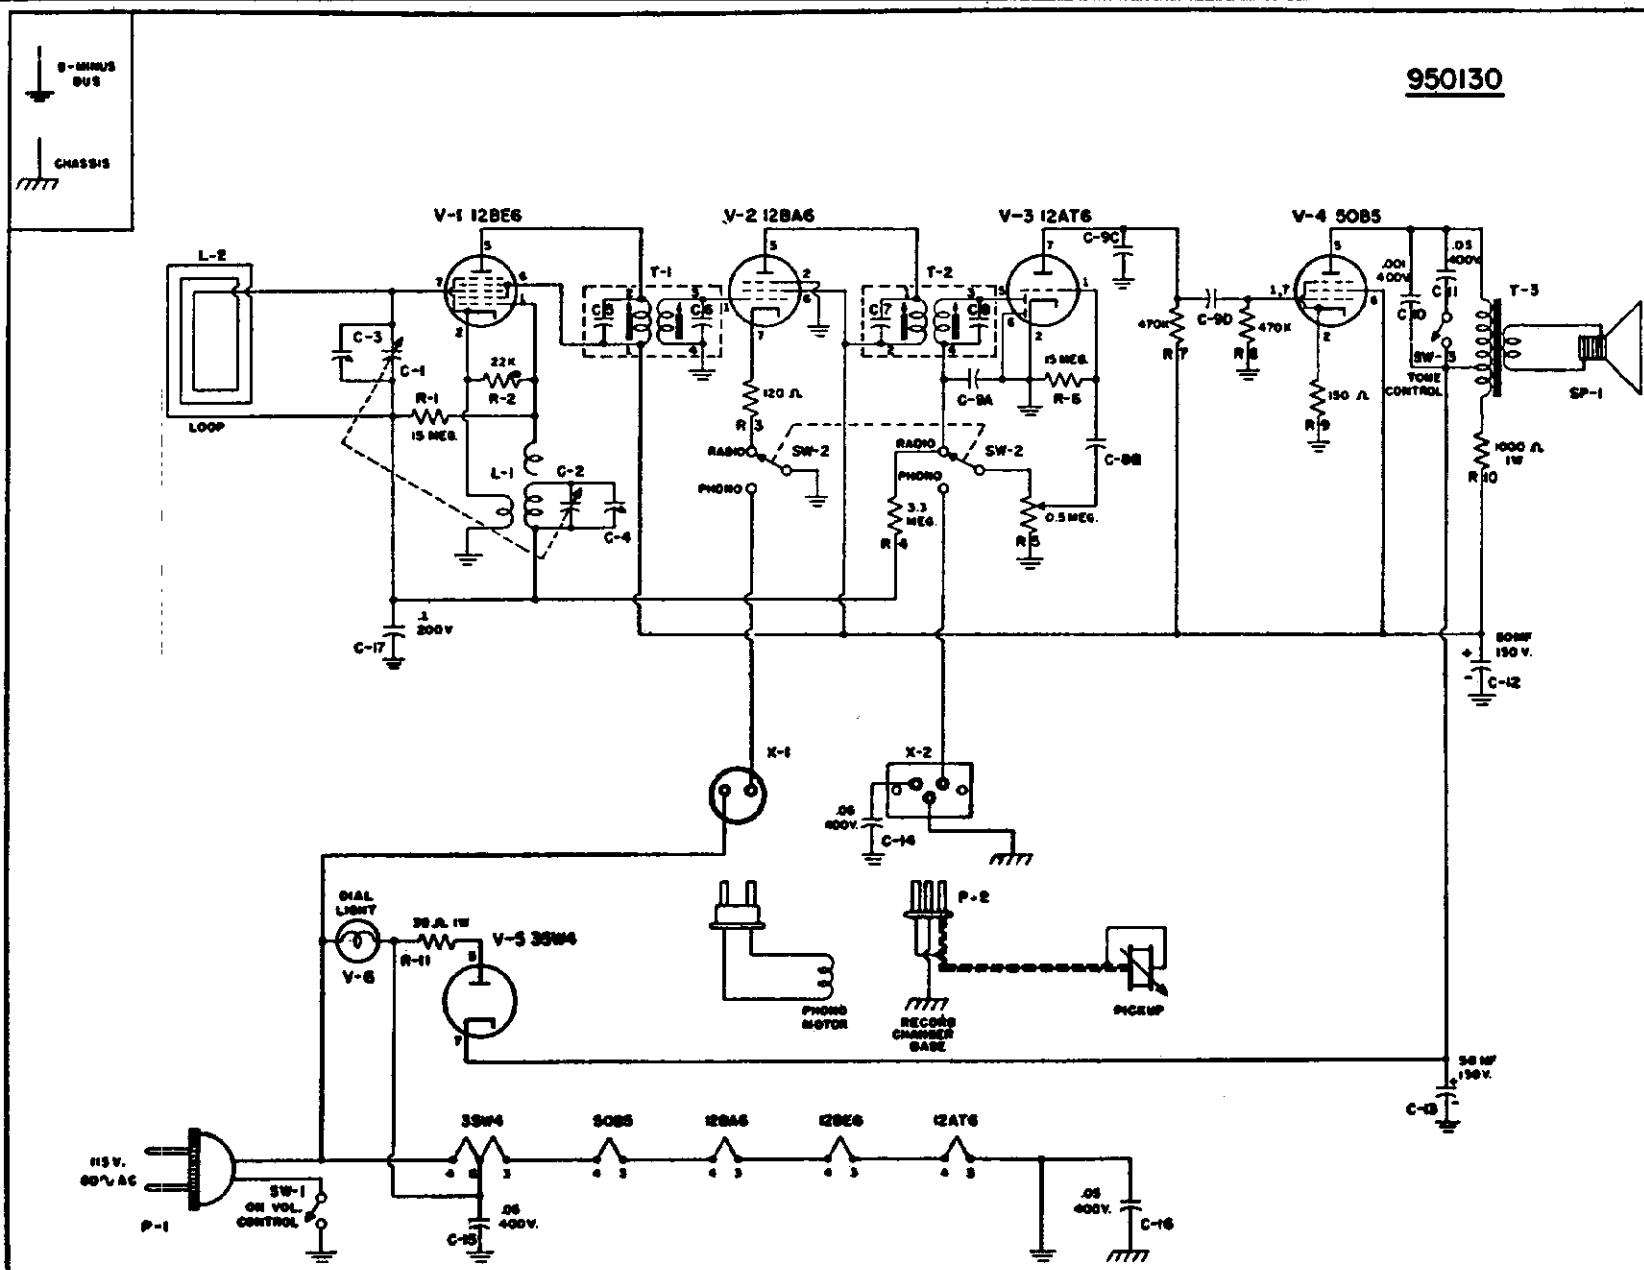 B-MINUS
BUS
CHASSIS
950130
V-1 12BE6
V-2 12BA6
V-3 12AT6
V-4 50B5
L-2
LOOP
C-3
C-1
R-1
15 MEG.
22K
R-2
L-1
C-2
C-4
T-1
C-5
C-6
120 Ω
R-3
RADIO
PHONO
SW-2
T-2
C-7
C-8
C-9A
15 MEG.
R-6
RADIO
PHONO
SW-2
3.3
MEG.
R-4
0.5 MEG.
R-5
C-9B
C-9C
470K
R-7
C-9D
470K
R-8
150 Ω
R-9
.001
400V
C-10
.05
400V.
C-11
SW-3
TONE
CONTROL
T-3
SP-1
1000 Ω
1W
R-10
.1
200V
C-17
50MF
150 V.
C-12
X-1
X-2
.05
400V.
C-14
DIAL
LIGHT
V-6
1W
R-11
V-5 35W4
PHONO
MOTOR
P-2
RECORD
CHANGER
BASE
PICKUP
50 MF
150V.
C-13
35W4
50B5
12BA6
12BE6
12AT6
115 V.
60~ AC
P-1
SW-1
ON VOL.
CONTROL
400V.
C-15
.05
400V.
C-16